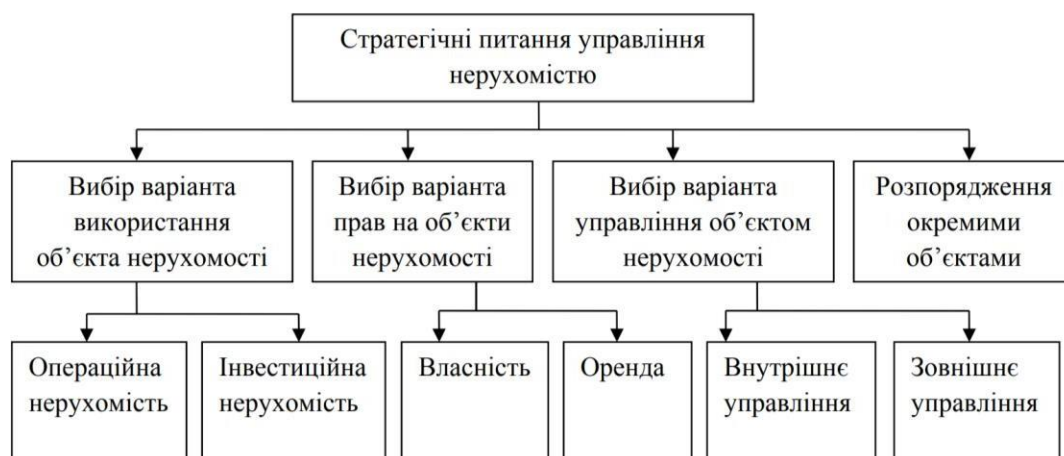 Стратегічні питання управління
нерухомістю
Вибір варіанта
використання
об’єкта нерухомості
Вибір варіанта
прав на об’єкти
нерухомості
Вибір варіанта
управління об’єктом
нерухомості
Розпорядження
окремими
об’єктами
Операційна
нерухомість
Інвестиційна
нерухомість
Власність
Оренда
Внутрішнє
управління
Зовнішнє
управління